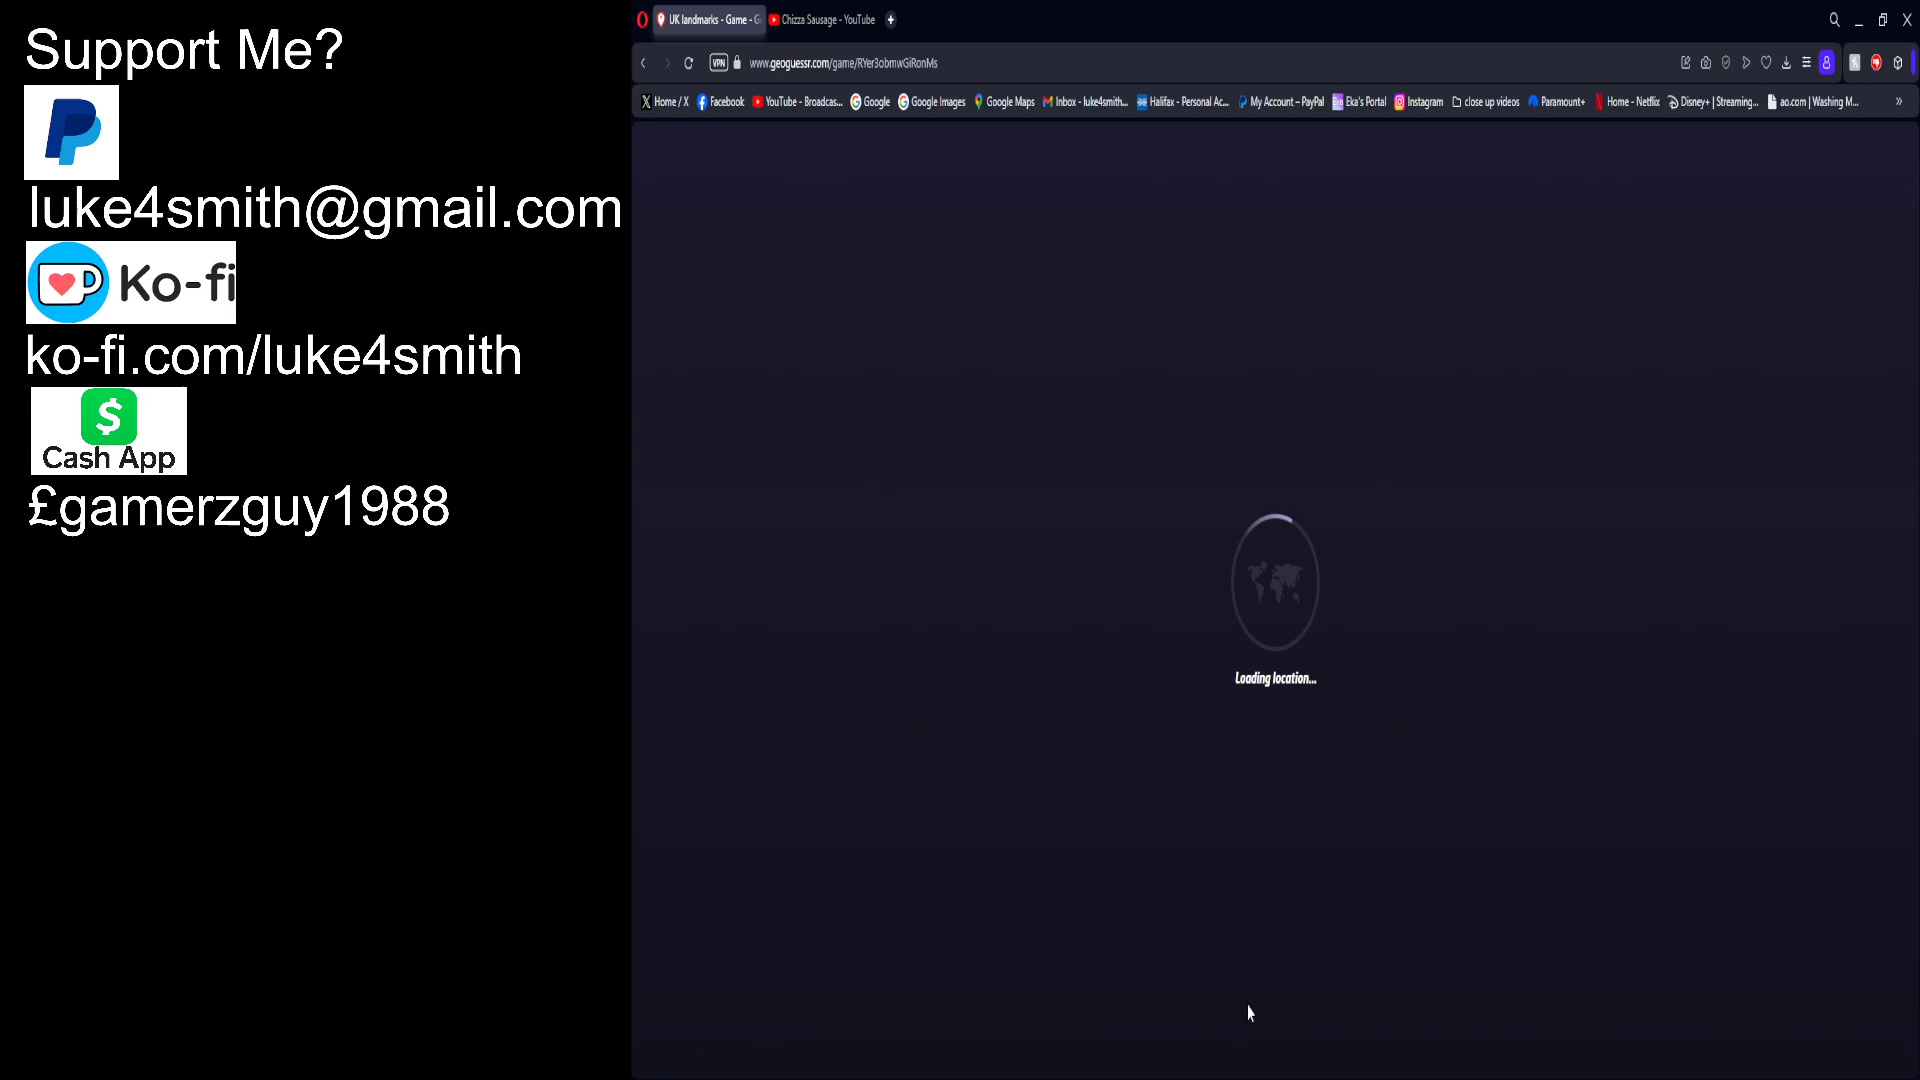 Support Me?
luke4smith@gmail.com
Ko-fi
ko-fi.com/luke4smith
$
Cash App
£gamerzguy1988
UK landmarks - Game - G
Chizza Sausage - YouTube
VPN
www.geoguessr.com/game/RYer3obmwGiRonMs
Home / X
Facebook
YouTube - Broadcas...
Google
Google Images
Google Maps
Inbox - luke4smith...
Halifax - Personal Ac...
My Account – PayPal
Eka's Portal
Instagram
close up videos
Paramount+
Home - Netflix
Disney+ | Streaming...
ao.com | Washing M...
Loading location...